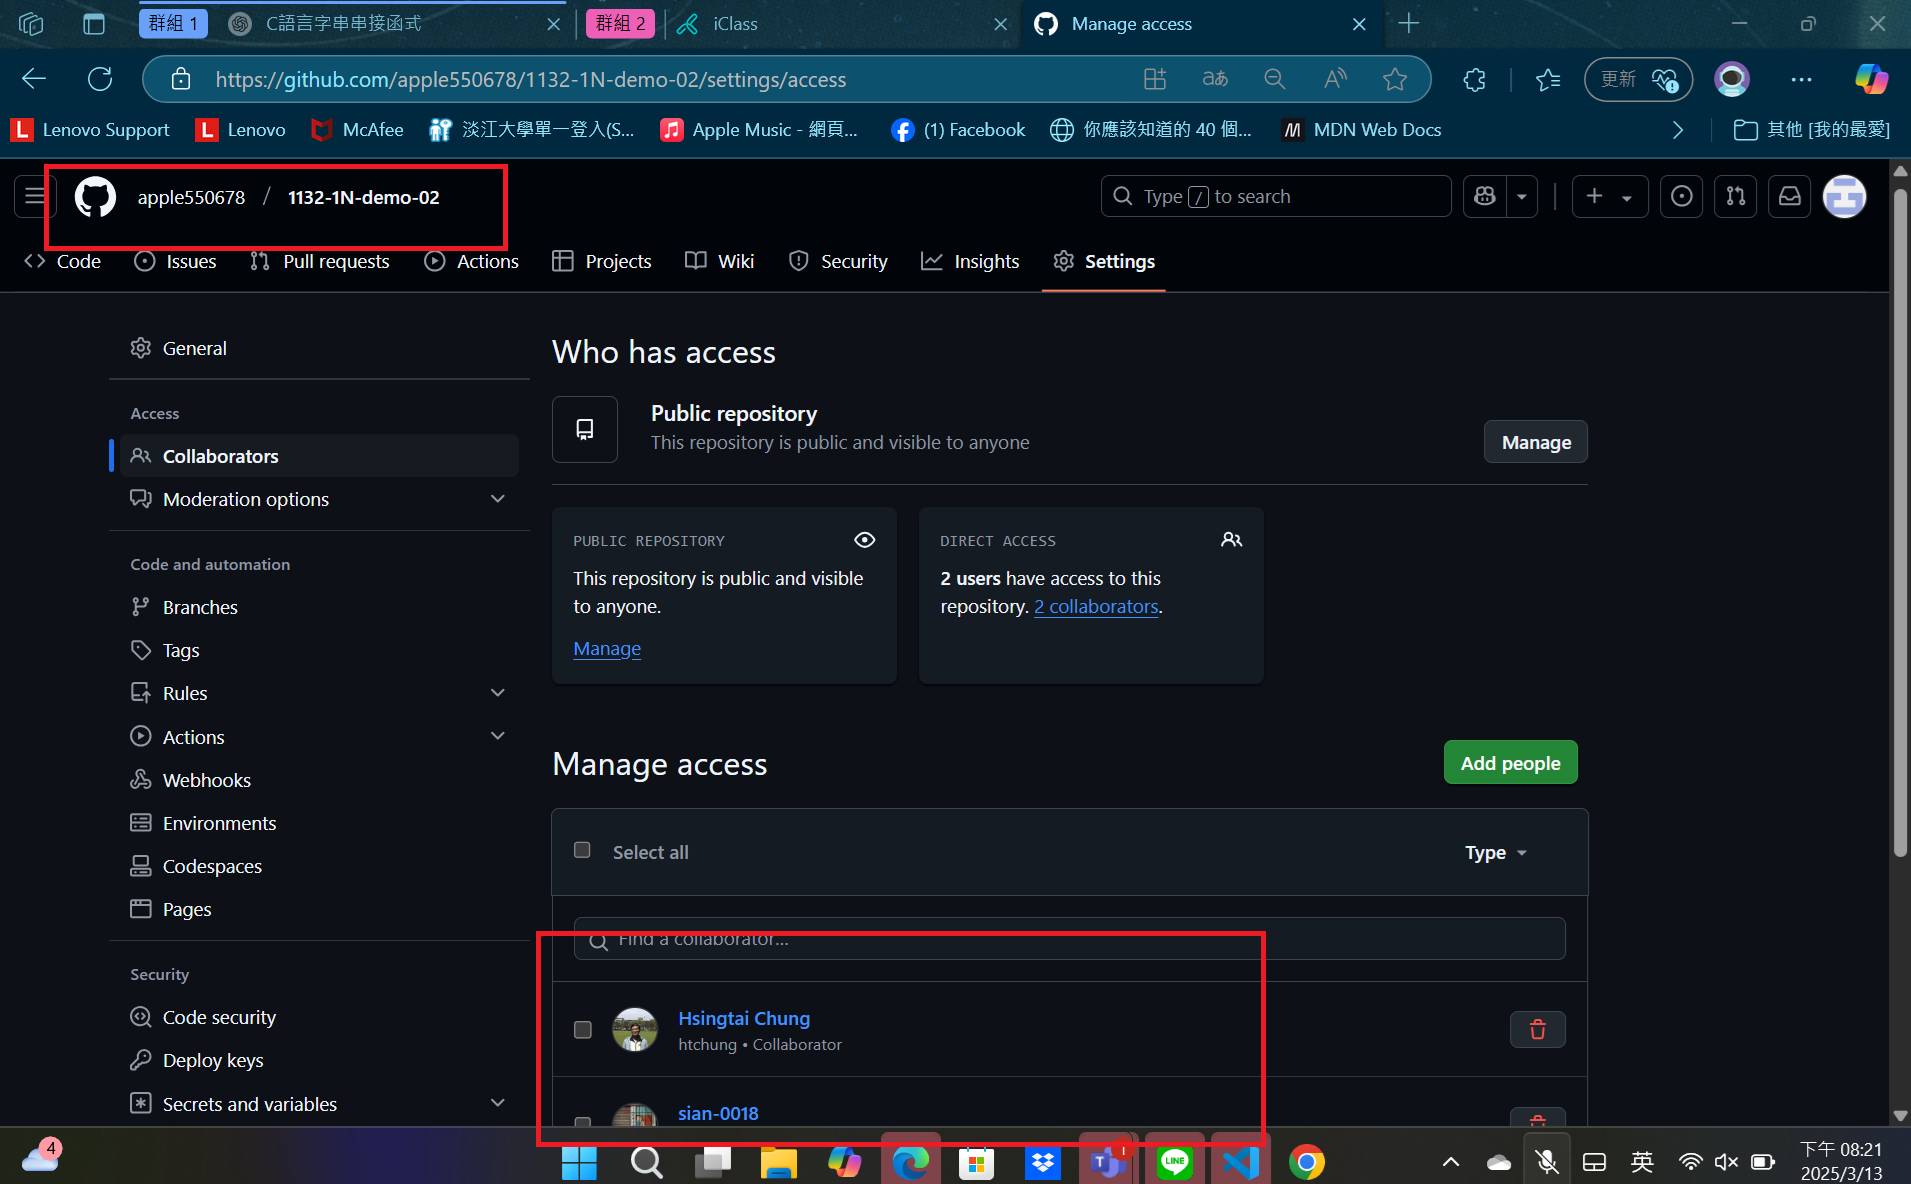 群組 1
C語言字串串接函式
群組 2
iClass
Manage access
https://github.com/apple550678/1132-1N-demo-02/settings/access
aあ
A
更新
Lenovo Support
Lenovo
McAfee
淡江大學單一登入(S...
Apple Music - 網頁...
(1) Facebook
你應該知道的 40 個...
MDN Web Docs
其他 [我的最愛]
apple550678 / 1132-1N-demo-02
Type / to search
Code
Issues
Pull requests
Actions
Projects
Wiki
Security
Insights
Settings
General
Access
Collaborators
Moderation options
Code and automation
Branches
Tags
Rules
Actions
Webhooks
Environments
Codespaces
Pages
Security
Code security
Deploy keys
Secrets and variables
Who has access
Public repository
This repository is public and visible to anyone
Manage
PUBLIC REPOSITORY
This repository is public and visible
to anyone.
Manage
DIRECT ACCESS
2 users have access to this
repository. 2 collaborators.
Manage access
Add people
Select all
Type
Find a collaborator...
Hsingtai Chung
htchung • Collaborator
sian-0018
4
LINE
英
下午 08:21
2025/3/13